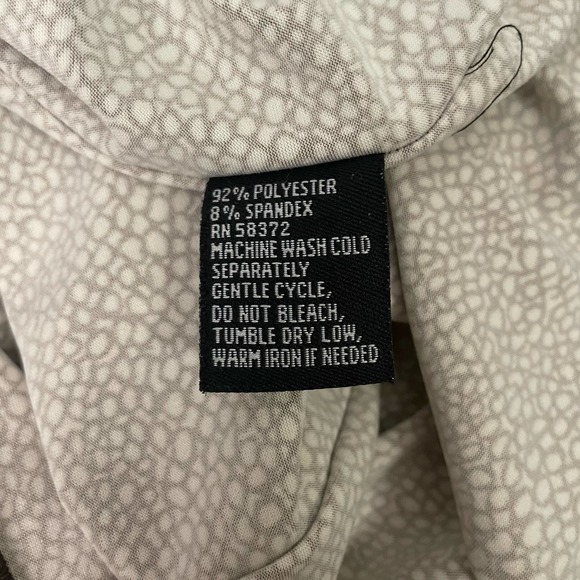 92% POLYESTER
8% SPANDEX
RN 58372
MACHINE WASH COLD
SEPARATELY
GENTLE CYCLE,
DO NOT BLEACH,
TUMBLE DRY LOW,
WARM IRON IF NEEDED